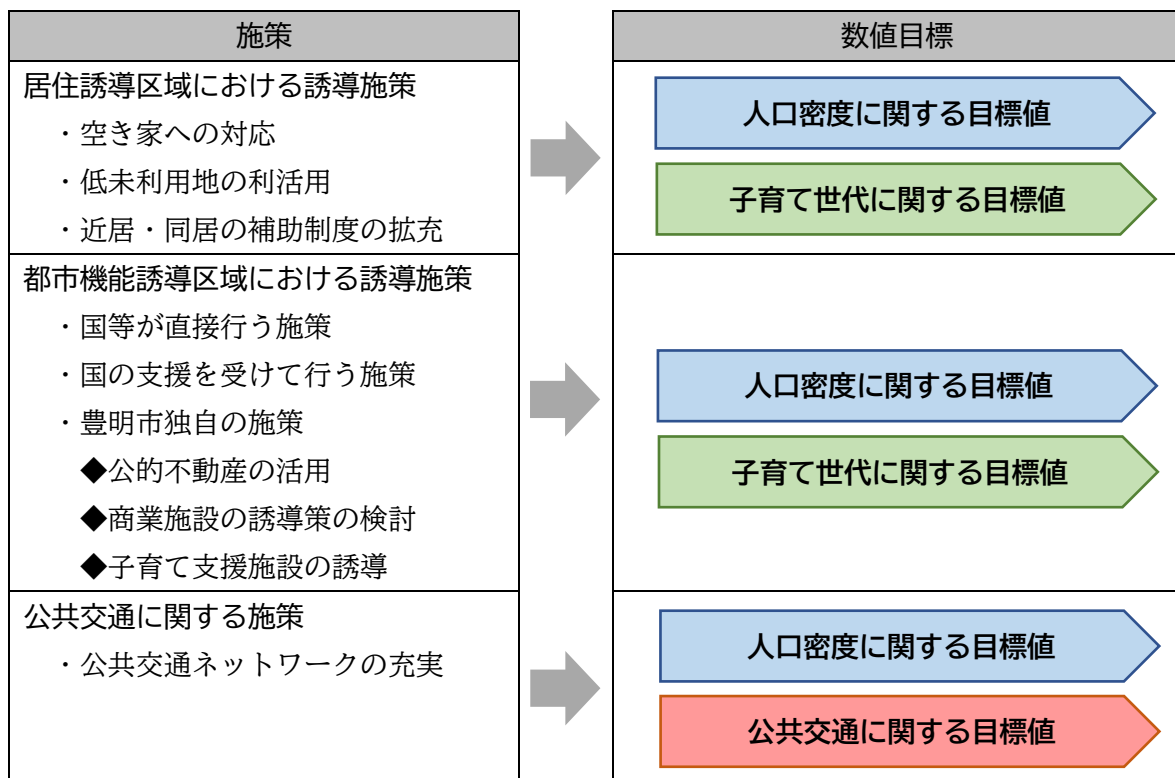 施策
数値目標
居住誘導区域における誘導施策
・空き家への対応
・低未利用地の利活用
・近居・同居の補助制度の拡充
人口密度に関する目標値
子育て世代に関する目標値
都市機能誘導区域における誘導施策
・国等が直接行う施策
・国の支援を受けて行う施策
・豊明市独自の施策
◆公的不動産の活用
◆商業施設の誘導策の検討
◆子育て支援施設の誘導
人口密度に関する目標値
子育て世代に関する目標値
公共交通に関する施策
・公共交通ネットワークの充実
人口密度に関する目標値
公共交通に関する目標値